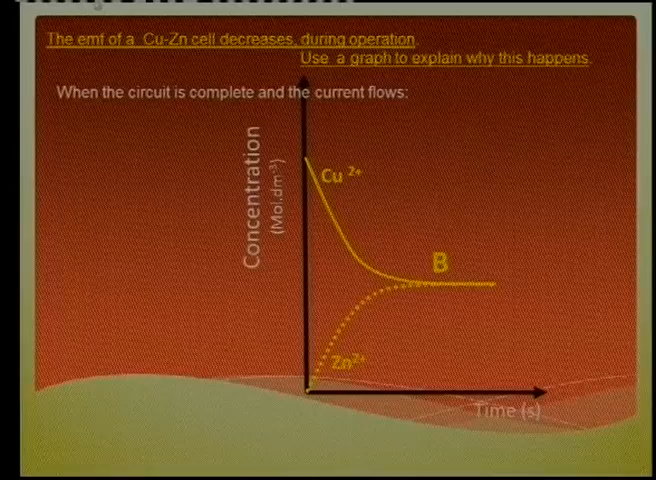 The emf of a Cu-Zn cell decreases, during operation.
Use a graph to explain why this happens.
When the circuit is complete and the current flows:
Concentration
(Mol.dm⁻³)
Cu ²⁺
B
Zn²⁺
Time (s)